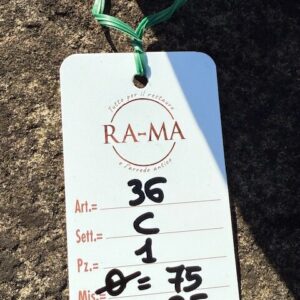 Tutto per il restauro
RA-MA
e l'arredo antico
Art.= 36
Sett.= C
Pz.= 1
Ø = 75
Mis.=